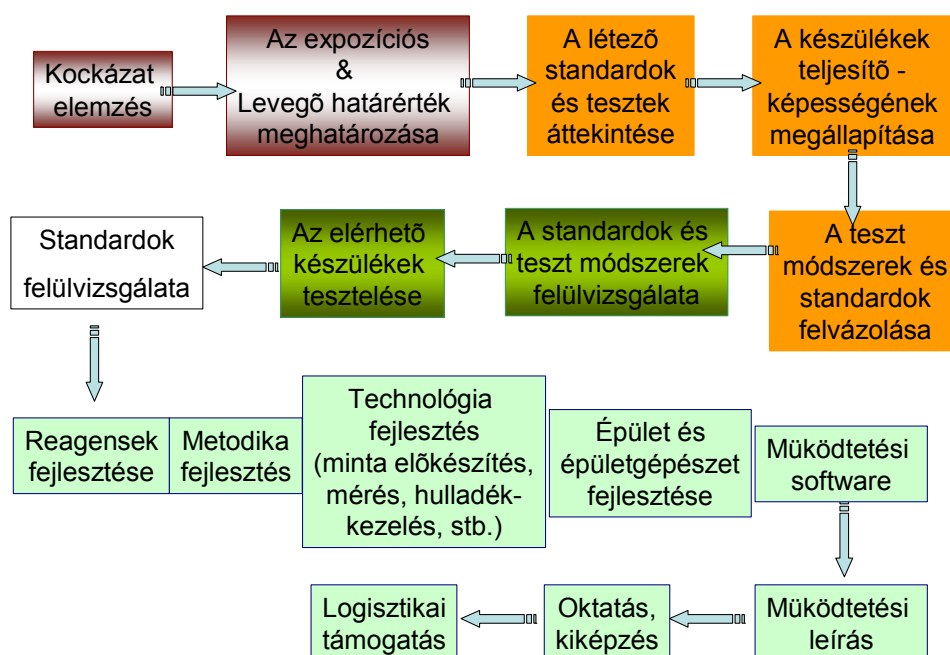 Kockázat
elemzés
Az expozíciós
&
Levegõ határérték
meghatározása
A létezõ
standardok
és tesztek
áttekintése
A készülékek
teljesítõ -
képességének
megállapítása
A teszt
módszerek és
standardok
felvázolása
A standardok és
teszt módszerek
felülvizsgálata
Az elérhetõ
készülékek
tesztelése
Standardok
felülvizsgálata
Reagensek
fejlesztése
Metodika
fejlesztés
Technológia
fejlesztés
(minta elõkészítés,
mérés, hulladék-
kezelés, stb.)
Épület és
épületgépészet
fejlesztése
Müködtetési
software
Müködtetési
leírás
Oktatás,
kiképzés
Logisztikai
támogatás